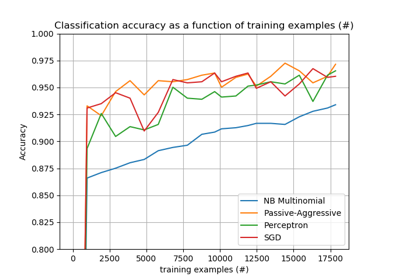 Classification accuracy as a function of training examples (#)
1.000
0.975
0.950
0.925
0.900
0.875
0.850
0.825
0.800
Accuracy
0
2500
5000
7500
10000
12500
15000
17500
training examples (#)
NB Multinomial
Passive-Aggressive
Perceptron
SGD